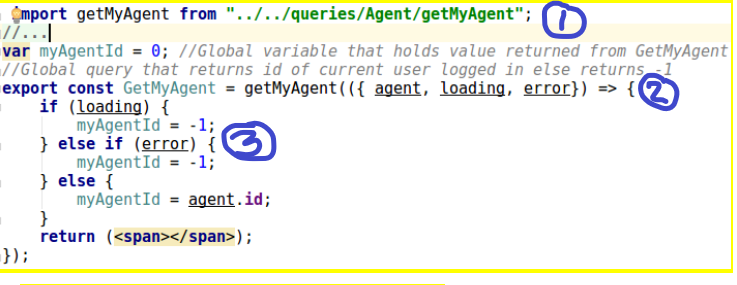 import getMyAgent from "../../queries/Agent/getMyAgent"; 1
//...
var myAgentId = 0; //Global variable that holds value returned from GetMyAgent
//Global query that returns id of current user logged in else returns -1
export const GetMyAgent = getMyAgent(({ agent, loading, error}) => { 2
    if (loading) {
        myAgentId = -1;
    } else if (error) { 3
        myAgentId = -1;
    } else {
        myAgentId = agent.id;
    }
    return (<span></span>);
});